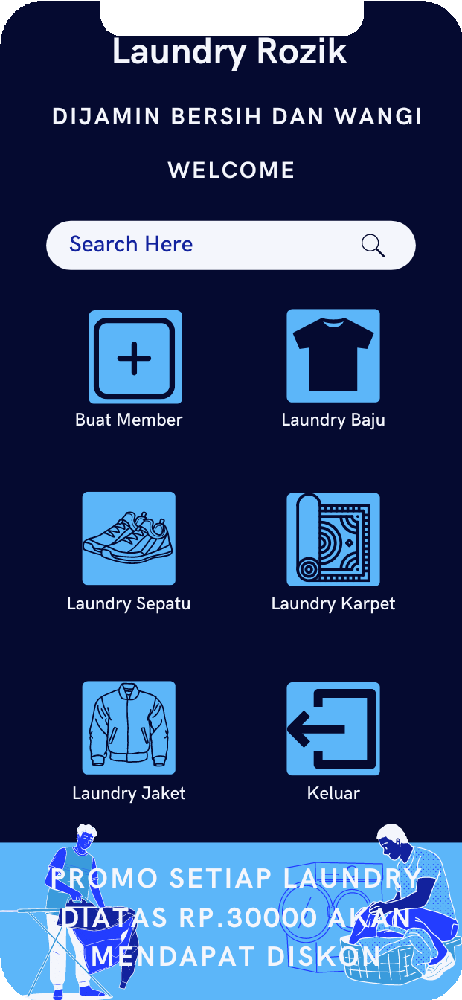 Laundry Rozik
DIJAMIN BERSIH DAN WANGI
WELCOME
Search Here
Buat Member
Laundry Baju
Laundry Sepatu
Laundry Karpet
Laundry Jaket
Keluar
PROMO SETIAP LAUNDRY
DIATAS RP.30000 AKAN
MENDAPAT DISKON